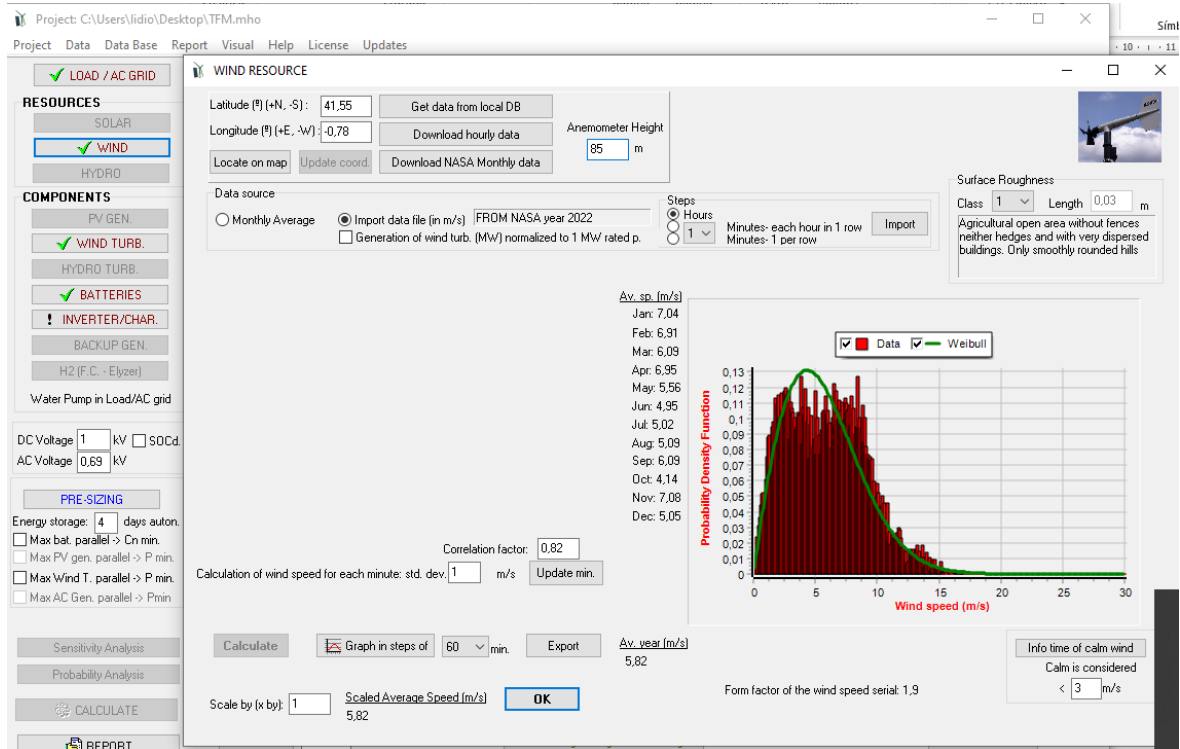 Project: C:\Users\lidio\Desktop\TFM.mho
Project Data Data Base Report Visual Help License Updates
Símb
· 10 · ı · 11
LOAD / AC GRID
RESOURCES
SOLAR
WIND
HYDRO
COMPONENTS
PV GEN.
WIND TURB.
HYDRO TURB.
BATTERIES
! INVERTER/CHAR.
BACKUP GEN.
H2 (F.C. - Elyzer)
Water Pump in Load/AC grid
DC Voltage 1 kV SOCd.
AC Voltage 0,69 kV
PRE-SIZING
Energy storage: 4 days auton.
Max bat. parallel -> Cn min.
Max PV gen. parallel -> P min.
Max Wind T. parallel -> P min.
Max AC Gen. parallel -> Pmin
Sensitivity Analysis
Probability Analysis
CALCULATE
REPORT
WIND RESOURCE
Latitude (º) (+N, -S) : 41,55 Get data from local DB
Longitude (º) (+E, -W) : -0,78 Download hourly data
Locate on map Update coord. Download NASA Monthly data
Anemometer Height
85 m
Data source
Monthly Average Import data file (in m/s) FROM NASA year 2022
Generation of wind turb. (MW) normalized to 1 MW rated p.
Steps
Hours
Minutes- each hour in 1 row
1 Minutes- 1 per row
Import
Surface Roughness
Class 1 Length 0,03 m
Agricultural open area without fences
neither hedges and with very dispersed
buildings. Only smoothly rounded hills
Av. sp. (m/s)
Jan: 7,04
Feb: 6,91
Mar: 6,09
Apr: 6,95
May: 5,56
Jun: 4,95
Jul: 5,02
Aug: 5,09
Sep: 6,09
Oct: 4,14
Nov: 7,08
Dec: 5,05
Data Weibull
Probability Density Function
0,13
0,12
0,11
0,1
0,09
0,08
0,07
0,06
0,05
0,04
0,03
0,02
0,01
0
0 5 10 15 20 25 30
Wind speed (m/s)
Correlation factor: 0,82
Calculation of wind speed for each minute: std. dev. 1 m/s Update min.
Calculate Graph in steps of 60 min. Export
Av. year (m/s)
5,82
Scale by (x by): 1 Scaled Average Speed (m/s)
5,82
OK
Form factor of the wind speed serial: 1,9
Info time of calm wind
Calm is considered
< 3 m/s